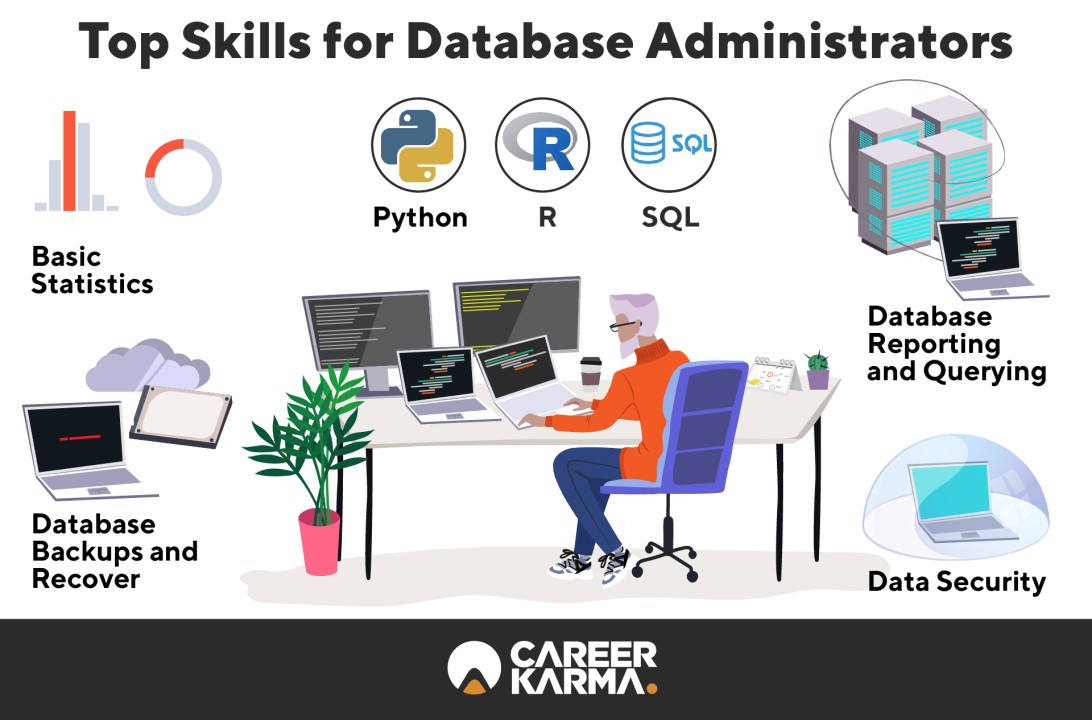 Top Skills for Database Administrators
SQL
Python
R
SQL
Basic
Statistics
Database
Reporting
and Querying
Database
Backups and
Recover
Data Security
CAREER
KARMA.